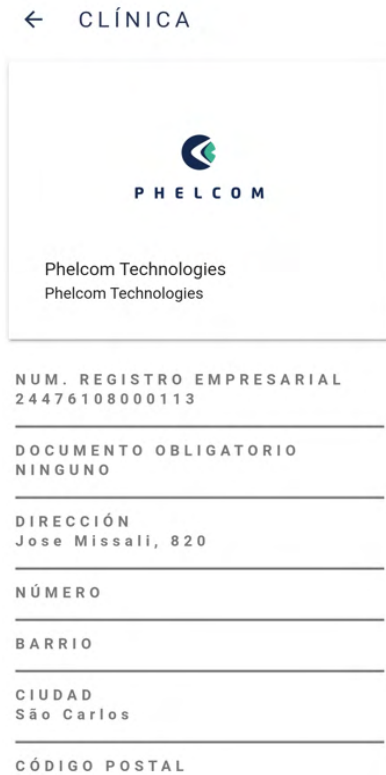 CLÍNICA
PHELCOM
Phelcom Technologies
Phelcom Technologies
NUM. REGISTRO EMPRESARIAL
24476108000113
DOCUMENTO OBLIGATORIO
NINGUNO
DIRECCIÓN
Jose Missali, 820
NÚMERO
BARRIO
CIUDAD
São Carlos
CÓDIGO POSTAL